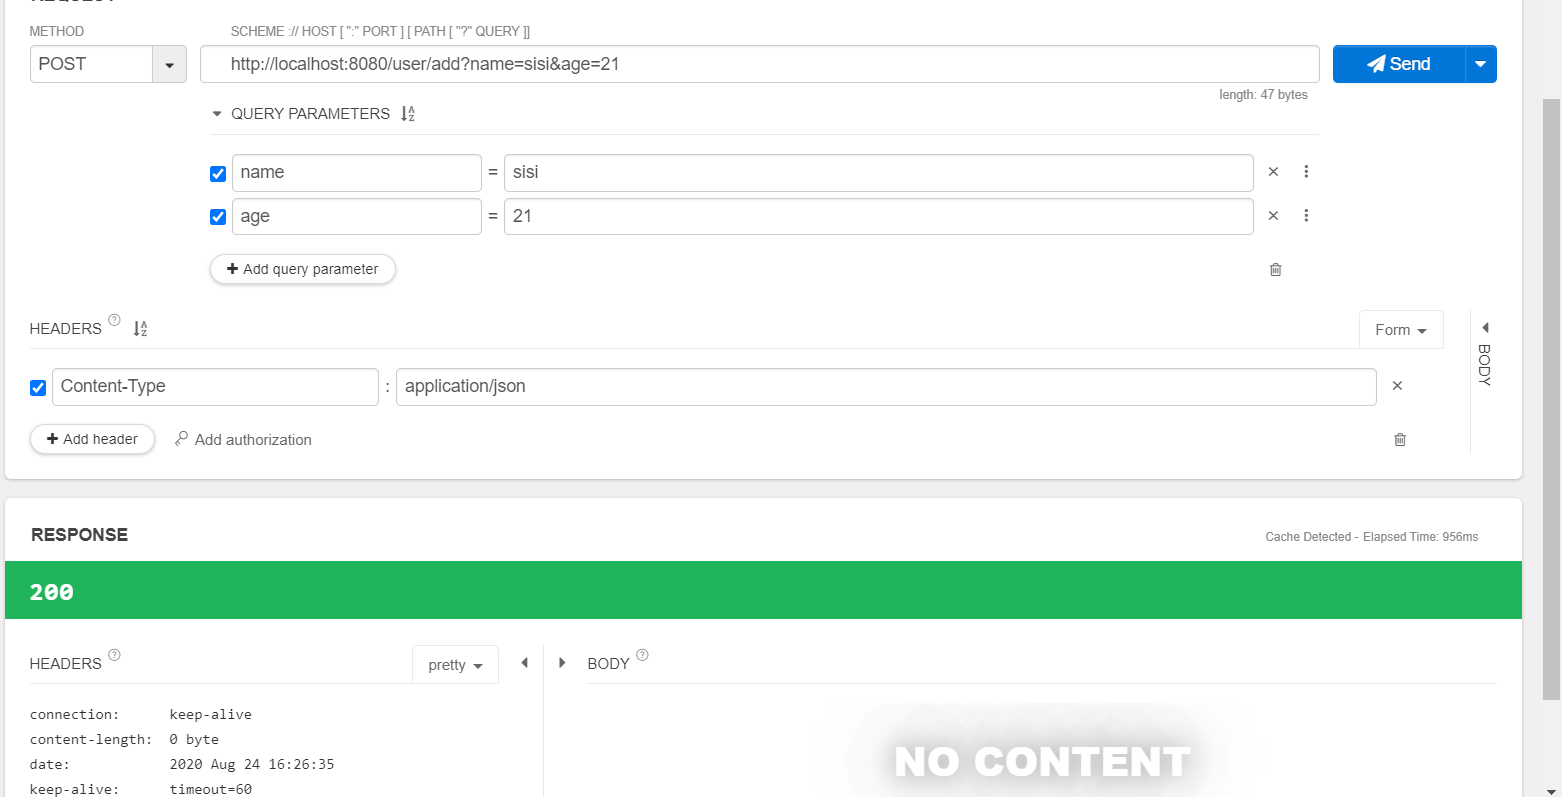 REQUEST
METHOD
SCHEME :// HOST [ ":" PORT ] [ PATH [ "?" QUERY ]]
POST
http://localhost:8080/user/add?name=sisi&age=21
Send
length: 47 bytes
QUERY PARAMETERS
name = sisi
age = 21
Add query parameter
HEADERS ?
Form
BODY
Content-Type : application/json
Add header
Add authorization
RESPONSE
Cache Detected - Elapsed Time: 956ms
200
HEADERS ?
pretty
BODY ?
connection: keep-alive
content-length: 0 byte
date: 2020 Aug 24 16:26:35
keep-alive: timeout=60
NO CONTENT